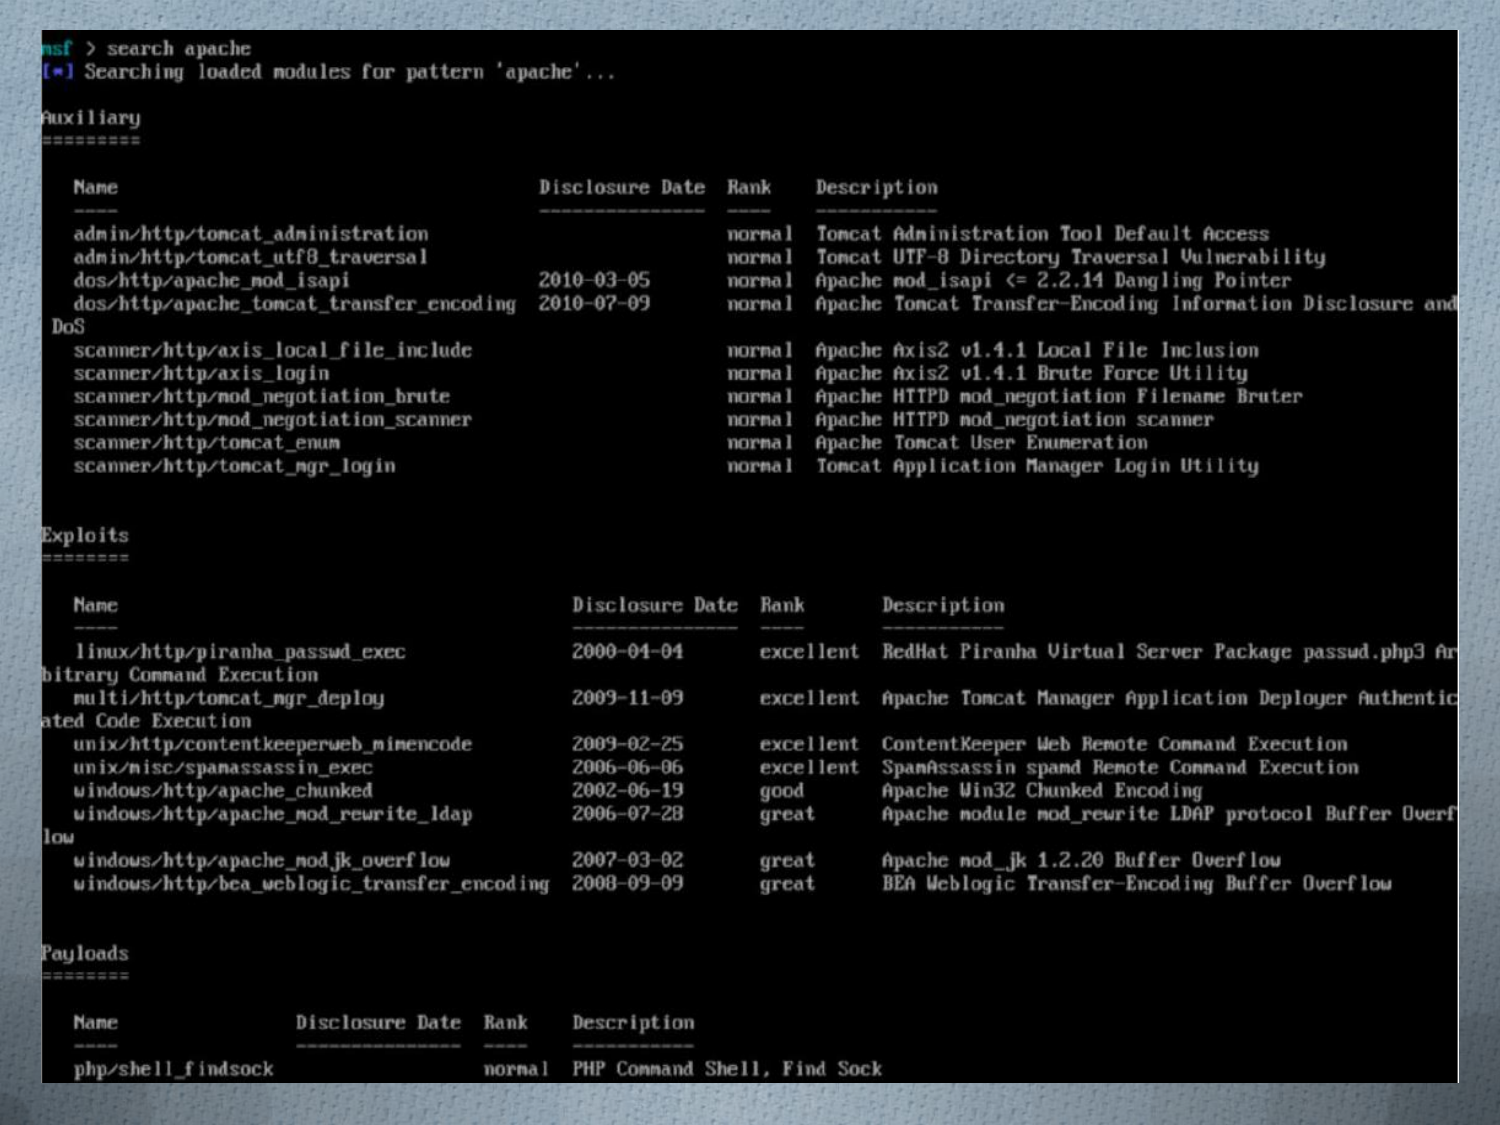 msf > search apache
[*] Searching loaded modules for pattern 'apache'...
Auxiliary
=========
Name Disclosure Date Rank Description
---- --------------- ---- -----------
admin/http/tomcat_administration normal Tomcat Administration Tool Default Access
admin/http/tomcat_utf8_traversal normal Tomcat UTF-8 Directory Traversal Vulnerability
dos/http/apache_mod_isapi 2010-03-05 normal Apache mod_isapi <= 2.2.14 Dangling Pointer
dos/http/apache_tomcat_transfer_encoding 2010-07-09 normal Apache Tomcat Transfer-Encoding Information Disclosure and
DoS
scanner/http/axis_local_file_include normal Apache Axis2 v1.4.1 Local File Inclusion
scanner/http/axis_login normal Apache Axis2 v1.4.1 Brute Force Utility
scanner/http/mod_negotiation_brute normal Apache HTTPD mod_negotiation Filename Bruter
scanner/http/mod_negotiation_scanner normal Apache HTTPD mod_negotiation scanner
scanner/http/tomcat_enum normal Apache Tomcat User Enumeration
scanner/http/tomcat_mgr_login normal Tomcat Application Manager Login Utility
Exploits
========
Name Disclosure Date Rank Description
---- --------------- ---- -----------
linux/http/piranha_passwd_exec 2000-04-04 excellent RedHat Piranha Virtual Server Package passwd.php3 Ar
bitrary Command Execution
multi/http/tomcat_mgr_deploy 2009-11-09 excellent Apache Tomcat Manager Application Deployer Authentic
ated Code Execution
unix/http/contentkeeperweb_mimencode 2009-02-25 excellent ContentKeeper Web Remote Command Execution
unix/misc/spamassassin_exec 2006-06-06 excellent SpamAssassin spamd Remote Command Execution
windows/http/apache_chunked 2002-06-19 good Apache Win32 Chunked Encoding
windows/http/apache_mod_rewrite_ldap 2006-07-28 great Apache module mod_rewrite LDAP protocol Buffer Overf
low
windows/http/apache_modjk_overflow 2007-03-02 great Apache mod_jk 1.2.20 Buffer Overflow
windows/http/bea_weblogic_transfer_encoding 2008-09-09 great BEA Weblogic Transfer-Encoding Buffer Overflow
Payloads
========
Name Disclosure Date Rank Description
---- --------------- ---- -----------
php/shell_findsock normal PHP Command Shell, Find Sock